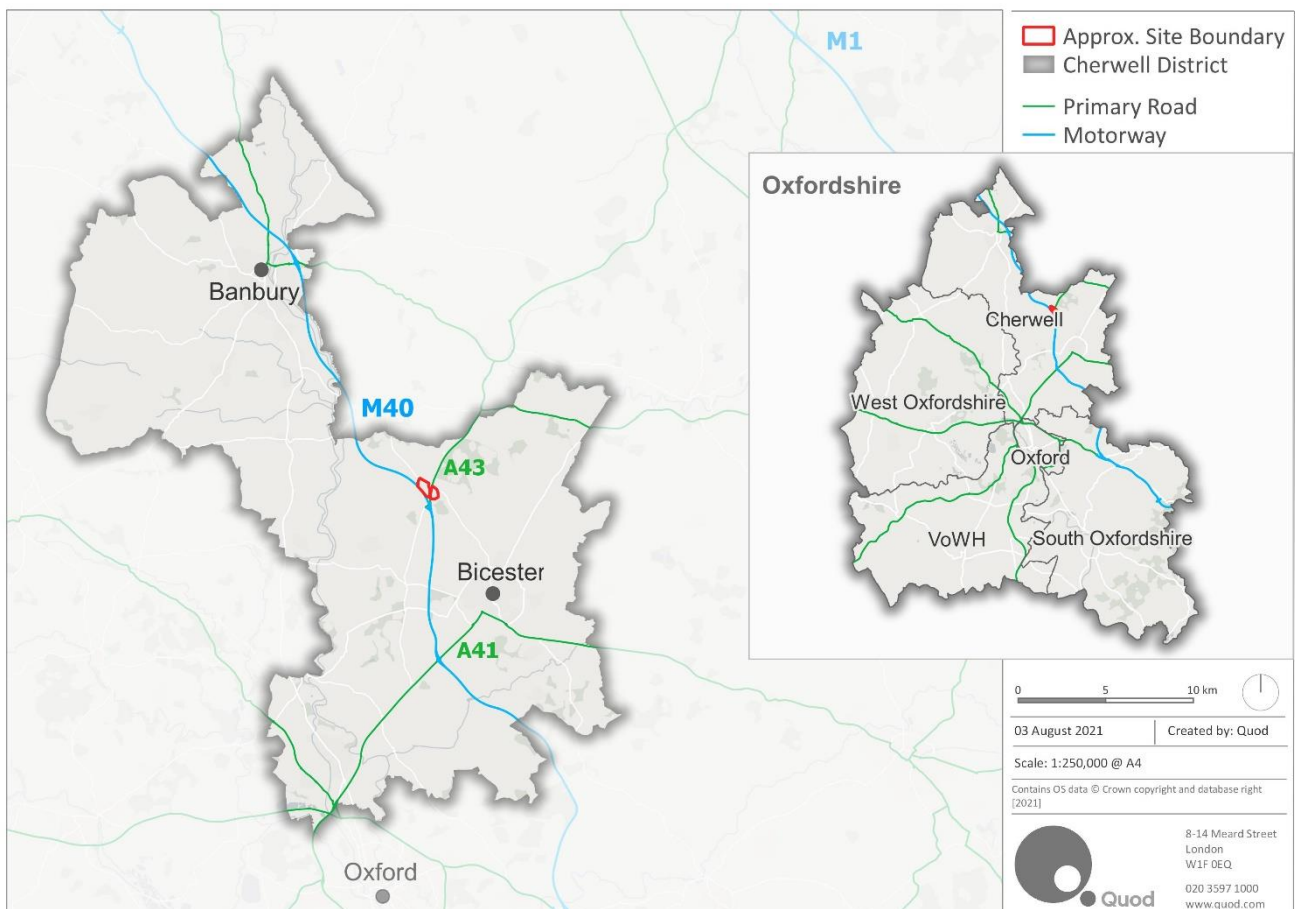 M1
Banbury
M40
A43
Bicester
A41
Oxford
Approx. Site Boundary
Cherwell District
Primary Road
Motorway
Oxfordshire
Cherwell
West Oxfordshire
Oxford
VoWH
South Oxfordshire
0 5 10 km
03 August 2021
Created by: Quod
Scale: 1:250,000 @ A4
Contains OS data © Crown copyright and database right
[2021]
Quod
8-14 Meard Street
London
W1F 0EQ
020 3597 1000
www.quod.com